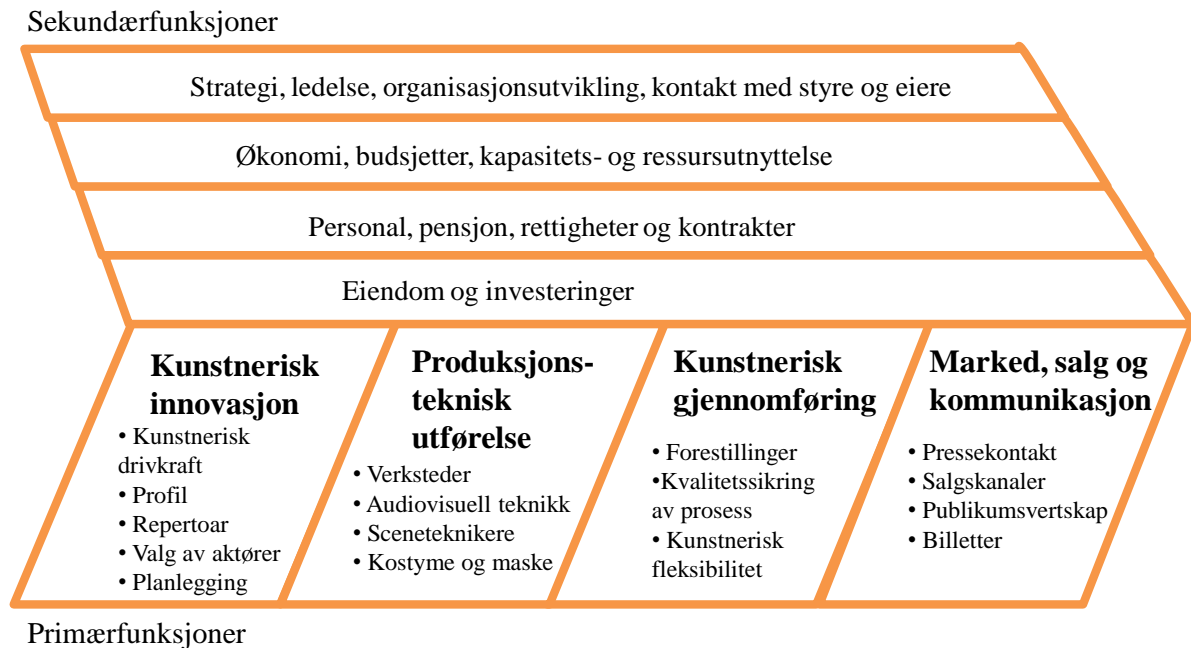 Sekundærfunksjoner
Strategi, ledelse, organisasjonsutvikling, kontakt med styre og eiere
Økonomi, budsjetter, kapasitets- og ressursutnyttelse
Personal, pensjon, rettigheter og kontrakter
Eiendom og investeringer
Kunstnerisk
innovasjon
• Kunstnerisk
drivkraft
• Profil
• Repertoar
• Valg av aktører
• Planlegging
Produksjons-
teknisk
utførelse
• Verksteder
• Audiovisuell teknikk
• Sceneteknikere
• Kostyme og maske
Kunstnerisk
gjennomføring
• Forestillinger
•Kvalitetssikring
av prosess
• Kunstnerisk
fleksibilitet
Marked, salg og
kommunikasjon
• Pressekontakt
• Salgskanaler
• Publikumsvertskap
• Billetter
Primærfunksjoner